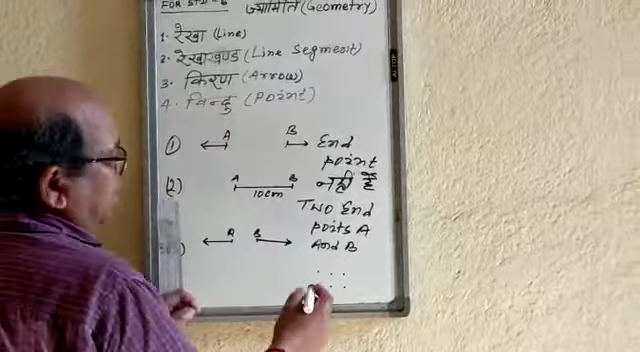 FOR STD- 6 ज्यामिति (Geometry)
1. रेखा (Line)
2. रेखाखण्ड (Line segment)
3. किरण (Arrow)
4. विन्दु (Point)
① A B End
point
(2) A B नहीं है
10cm
Two End
points A
A B And B